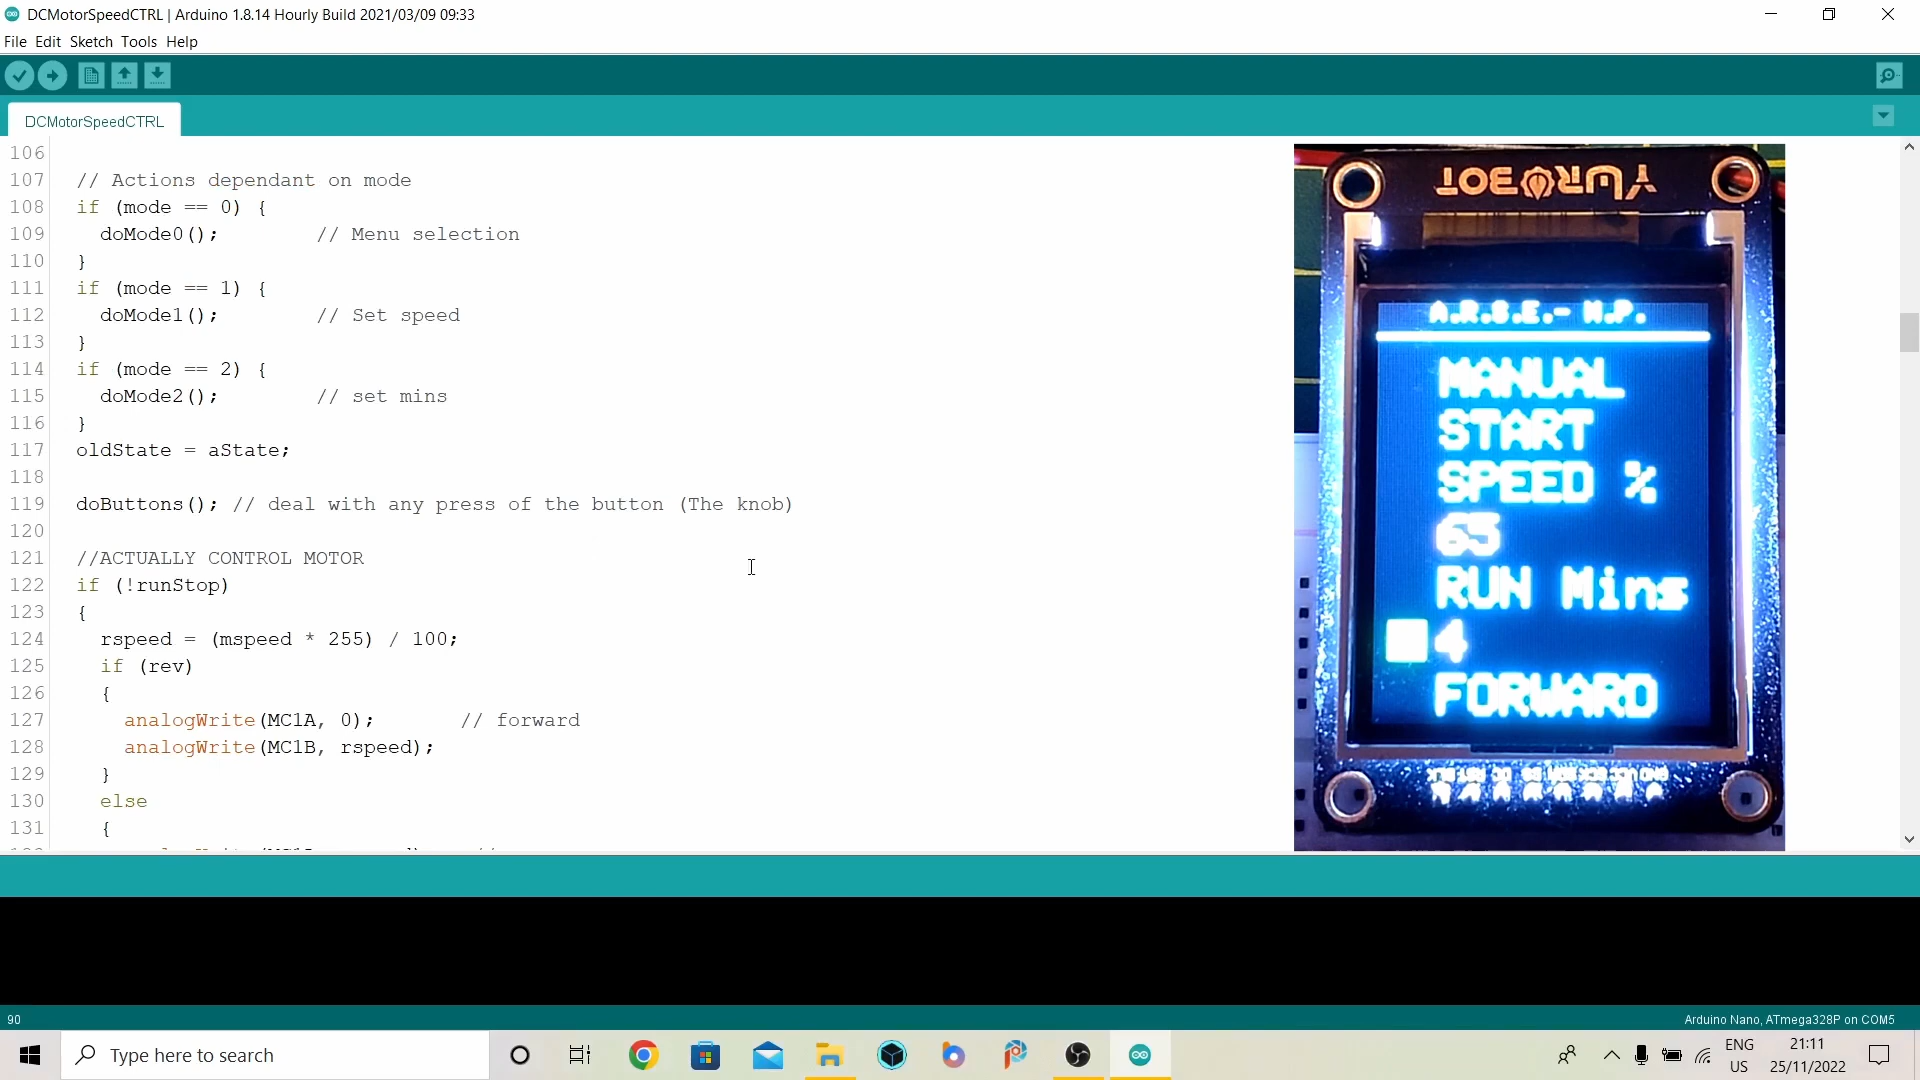 DCMotorSpeedCTRL | Arduino 1.8.14 Hourly Build 2021/03/09 09:33
File Edit Sketch Tools Help
DCMotorSpeedCTRL
106
107 // Actions dependant on mode
108 if (mode == 0) {
109 doMode0(); // Menu selection
110 }
111 if (mode == 1) {
112 doMode1(); // Set speed
113 }
114 if (mode == 2) {
115 doMode2(); // set mins
116 }
117 oldState = aState;
118
119 doButtons(); // deal with any press of the button (The knob)
120
121 //ACTUALLY CONTROL MOTOR
122 if (!runStop)
123 {
124 rspeed = (mspeed * 255) / 100;
125 if (rev)
126 {
127 analogWrite(MC1A, 0); // forward
128 analogWrite(MC1B, rspeed);
129 }
130 else
131 {
YwROBOT
A.R.S.E.- N.P.
MANUAL
START
SPEED %
63
RUN Mins
4
FORWARD
90
Arduino Nano, ATmega328P on COM5
Type here to search
ENG
US
21:11
25/11/2022